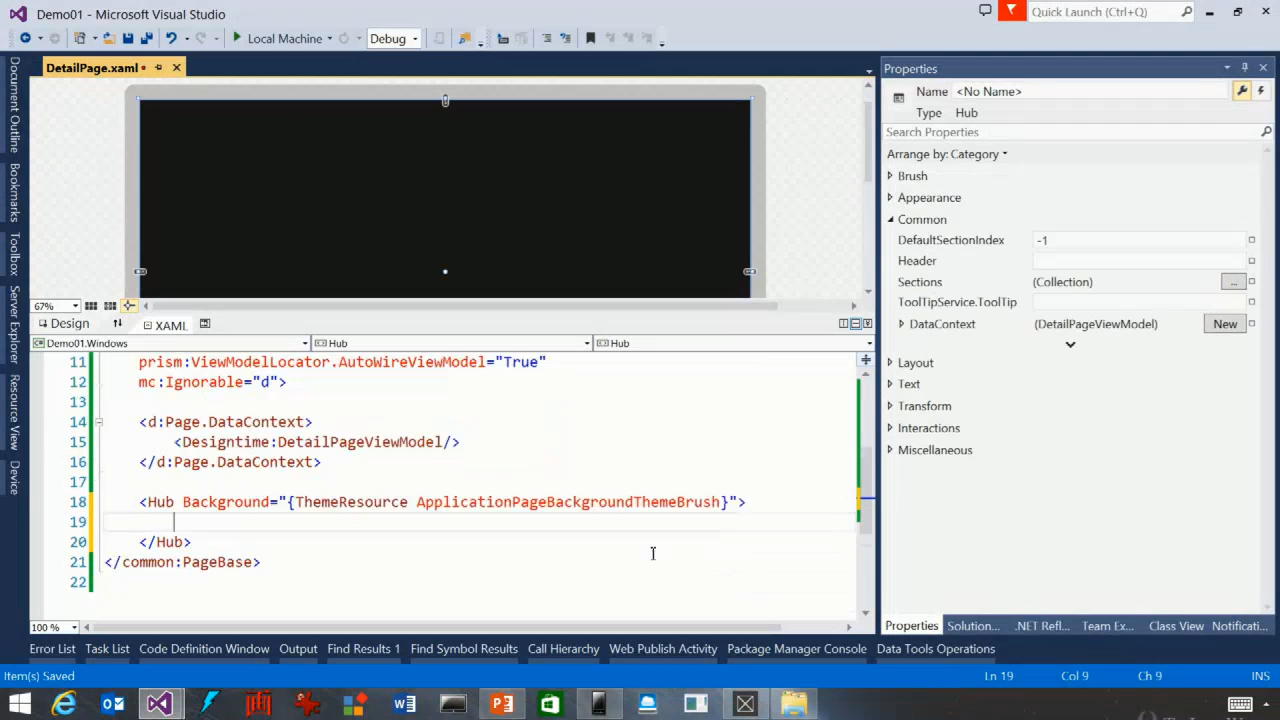 Demo01 - Microsoft Visual Studio
Quick Launch (Ctrl+Q)
Local Machine
Debug
DetailPage.xaml
Properties
Document Outline
Bookmarks
Toolbox
Server Explorer
Resource View
Device
Name <No Name>
Type Hub
Search Properties
Arrange by: Category
Brush
Appearance
Common
DefaultSectionIndex -1
Header
Sections (Collection) ...
ToolTipService.ToolTip
DataContext (DetailPageViewModel) New
Layout
Text
Transform
Interactions
Miscellaneous
67%
Design
XAML
Demo01.Windows
Hub
Hub
11 prism:ViewModelLocator.AutoWireViewModel="True"
12 mc:Ignorable="d">
13
14 <d:Page.DataContext>
15 <Designtime:DetailPageViewModel/>
16 </d:Page.DataContext>
17
18 <Hub Background="{ThemeResource ApplicationPageBackgroundThemeBrush}">
19
20 </Hub>
21 </common:PageBase>
22
100 %
Properties Solution... .NET Refl... Team Ex... Class View Notificati...
Error List Task List Code Definition Window Output Find Results 1 Find Symbol Results Call Hierarchy Web Publish Activity Package Manager Console Data Tools Operations
Item(s) Saved Ln 19 Col 9 Ch 9 INS